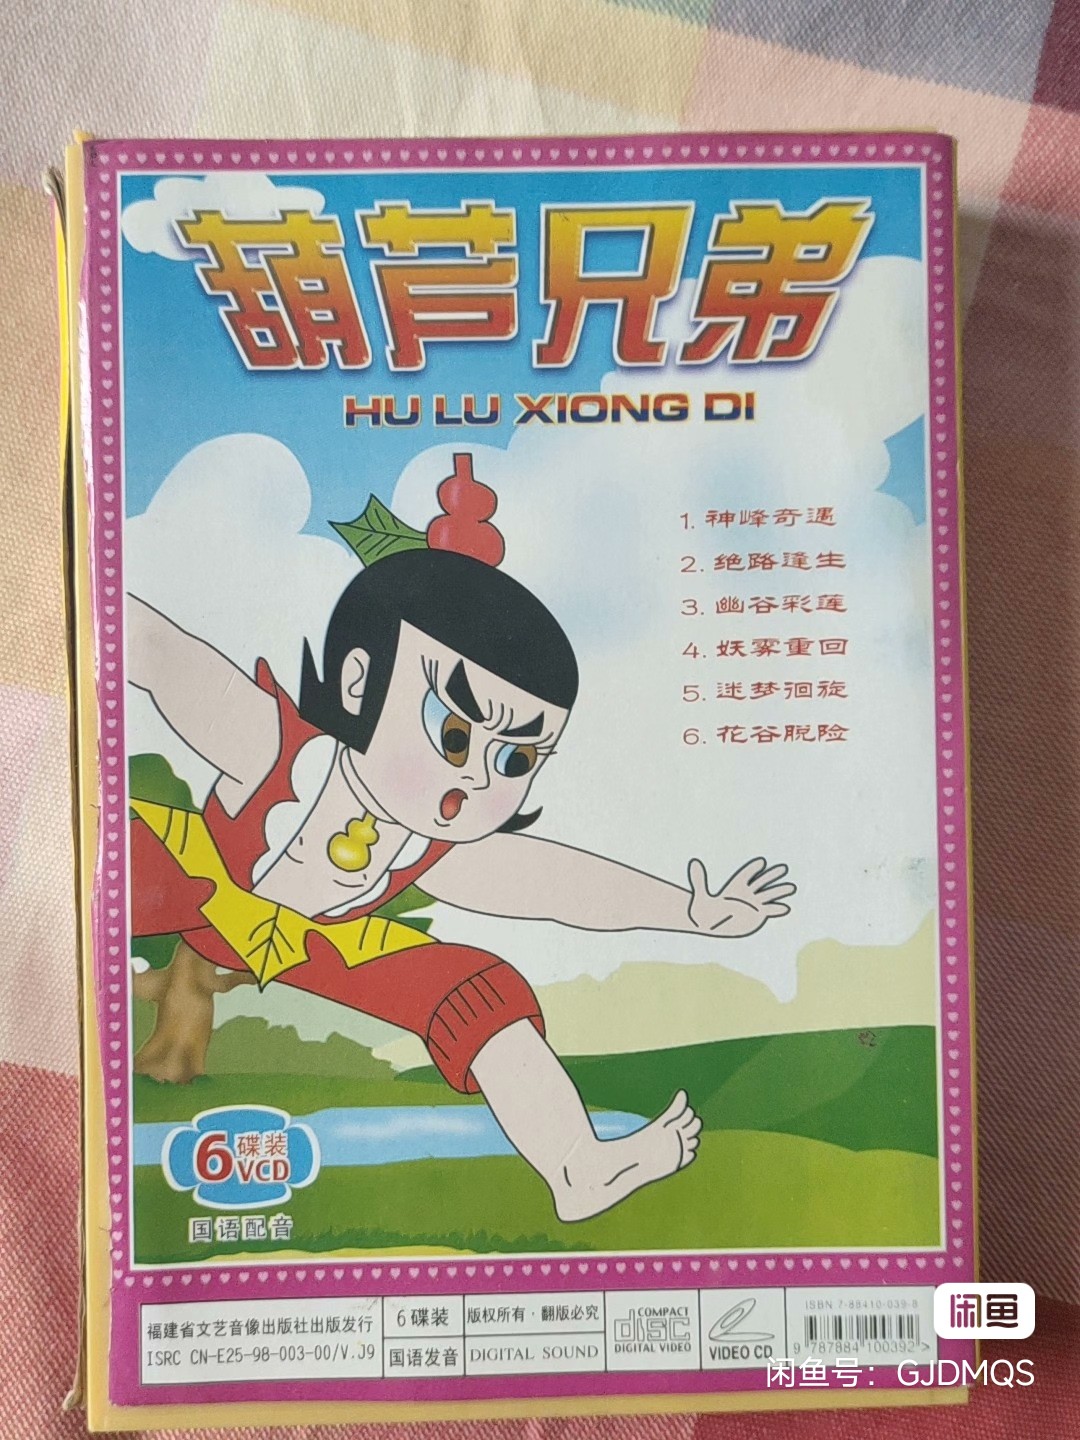 葫芦兄弟
HU LU XIONG DI
1. 神峰奇遇
2. 绝路逢生
3. 幽谷彩莲
4. 妖雾重回
5. 迷梦徊旋
6. 花谷脱险
6碟装
VCD
国语配音
福建省文艺音像出版社出版发行
ISRC CN-E25-98-003-00/V.J9
6碟装
国语发音
版权所有·翻版必究
DIGITAL SOUND
COMPACT
disc
DIGITAL VIDEO
VIDEO CD
ISBN 7-88410-039-8
9 787884 100392 >
闲鱼
闲鱼号：GJDMQS